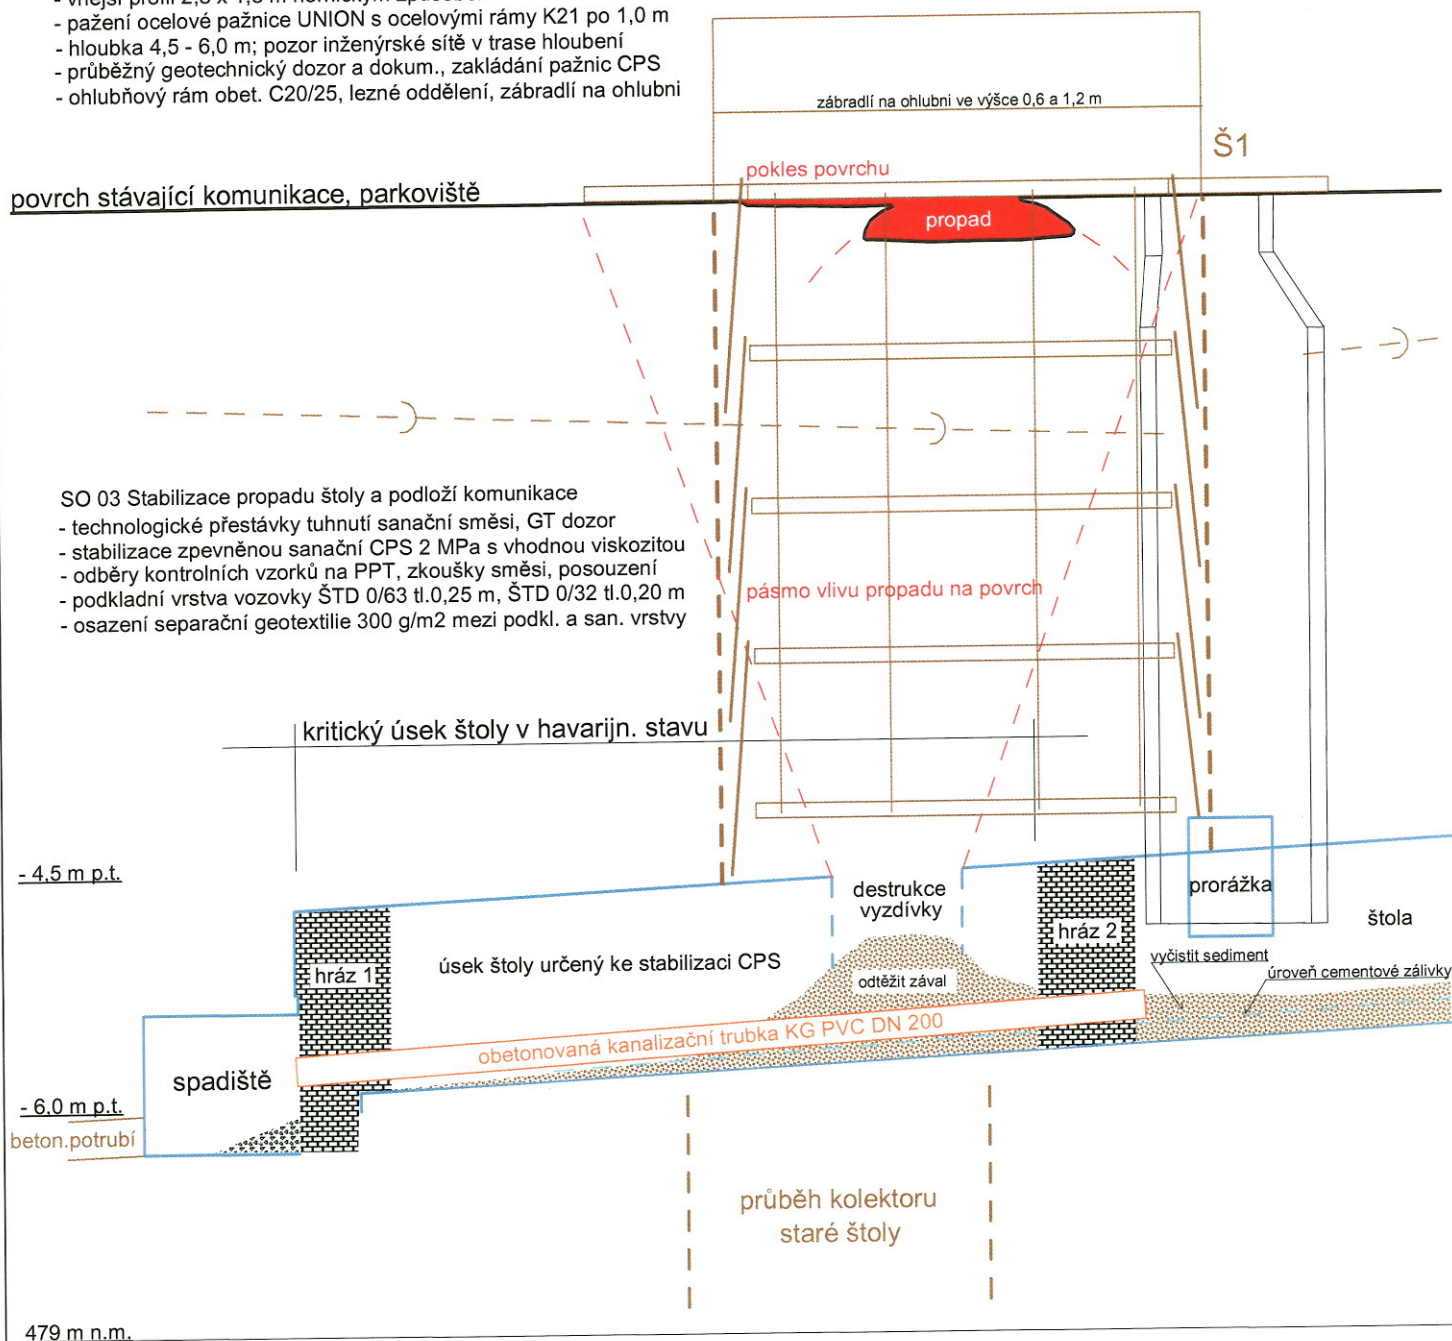 - pažení ocelové pažnice UNION s ocelovými rámy K21 po 1,0 m
- hloubka 4,5 - 6,0 m; pozor inženýrské sítě v trase hloubení
- průběžný geotechnický dozor a dokum., zakládání pažnic CPS
- ohlubňový rám obet. C20/25, lezné oddělení, zábradlí na ohlubni
zábradlí na ohlubni ve výšce 0,6 a 1,2 m
Š1
pokles povrchu
povrch stávající komunikace, parkoviště
propad
SO 03 Stabilizace propadu štoly a podloží komunikace
- technologické přestávky tuhnutí sanační směsi, GT dozor
- stabilizace zpevněnou sanační CPS 2 MPa s vhodnou viskozitou
- odběry kontrolních vzorků na PPT, zkoušky směsi, posouzení
- podkladní vrstva vozovky ŠTD 0/63 tl.0,25 m, ŠTD 0/32 tl.0,20 m
- osazení separační geotextilie 300 g/m2 mezi podkl. a san. vrstvy
pásmo vlivu propadu na povrch
kritický úsek štoly v havarijn. stavu
- 4,5 m p.t.
destrukce
vyzdívky
prorážka
štola
hráz 1
úsek štoly určený ke stabilizaci CPS
odtěžit zával
hráz 2
vyčistit sediment
úroveň cementové zálivky
obetonovaná kanalizační trubka KG PVC DN 200
spadiště
- 6,0 m p.t.
beton.potrubí
průběh kolektoru
staré štoly
479 m n.m.